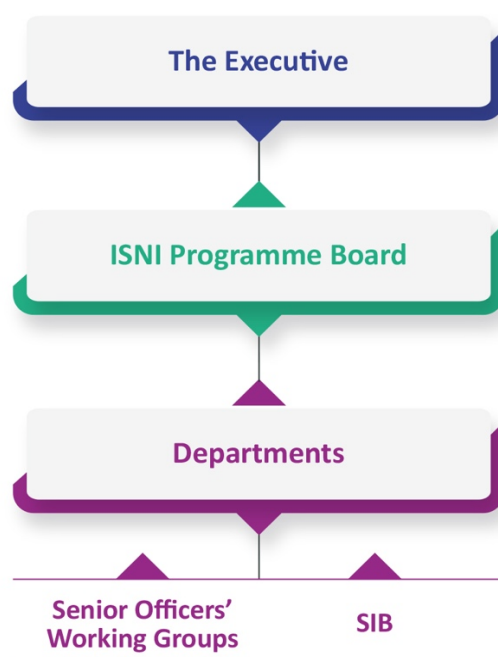 The Executive
ISNI Programme Board
Departments
Senior Officers’
Working Groups
SIB